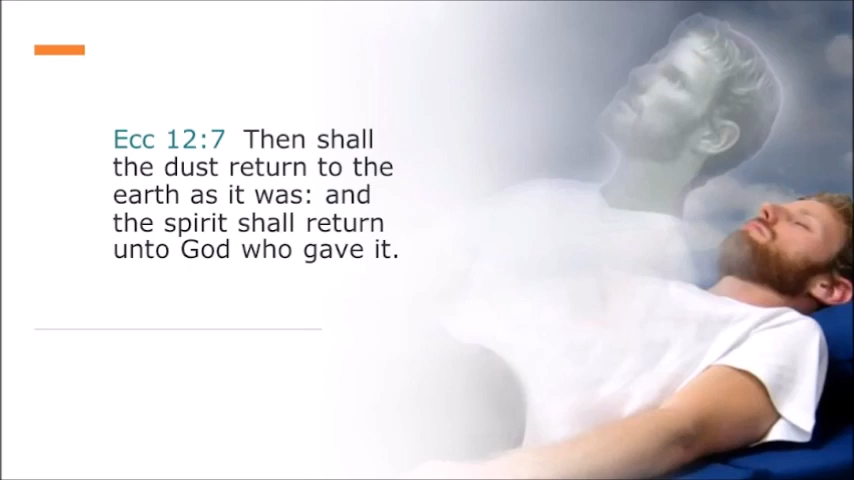 Ecc 12:7 Then shall
the dust return to the
earth as it was: and
the spirit shall return
unto God who gave it.